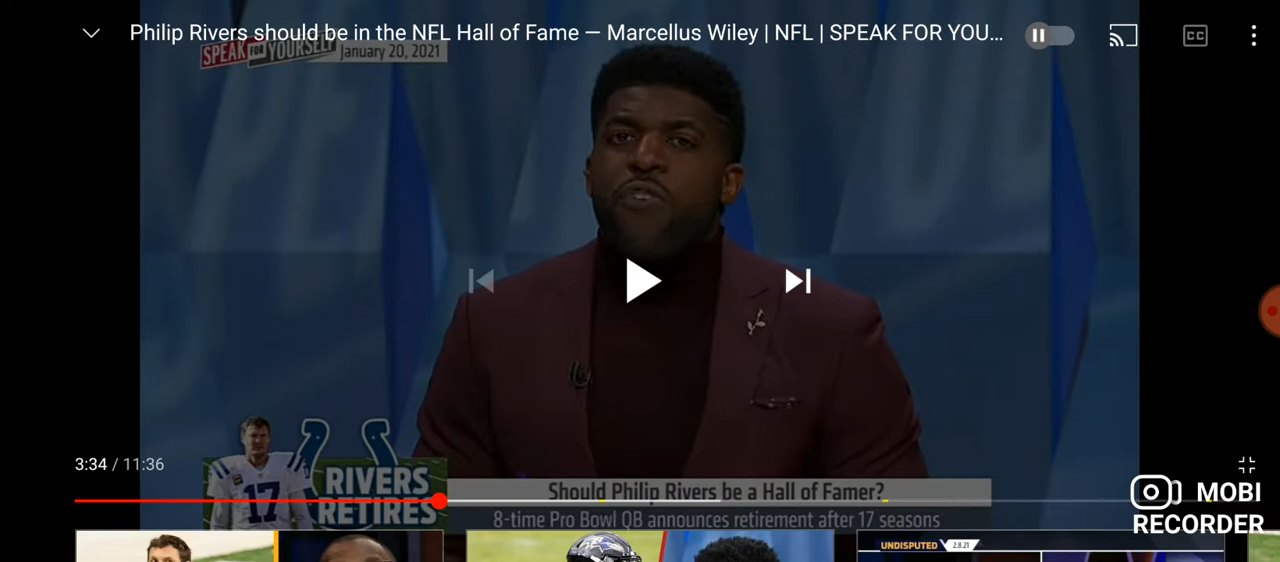 Philip Rivers should be in the NFL Hall of Fame — Marcellus Wiley | NFL | SPEAK FOR YOU...
CC
SPEAK FOR YOURSELF January 20, 2021
3:34 / 11:36
17
RIVERS
RETIRES
Should Philip Rivers be a Hall of Famer?
8-time Pro Bowl QB announces retirement after 17 seasons
MOBI
RECORDER
UNDISPUTED 2.8.21